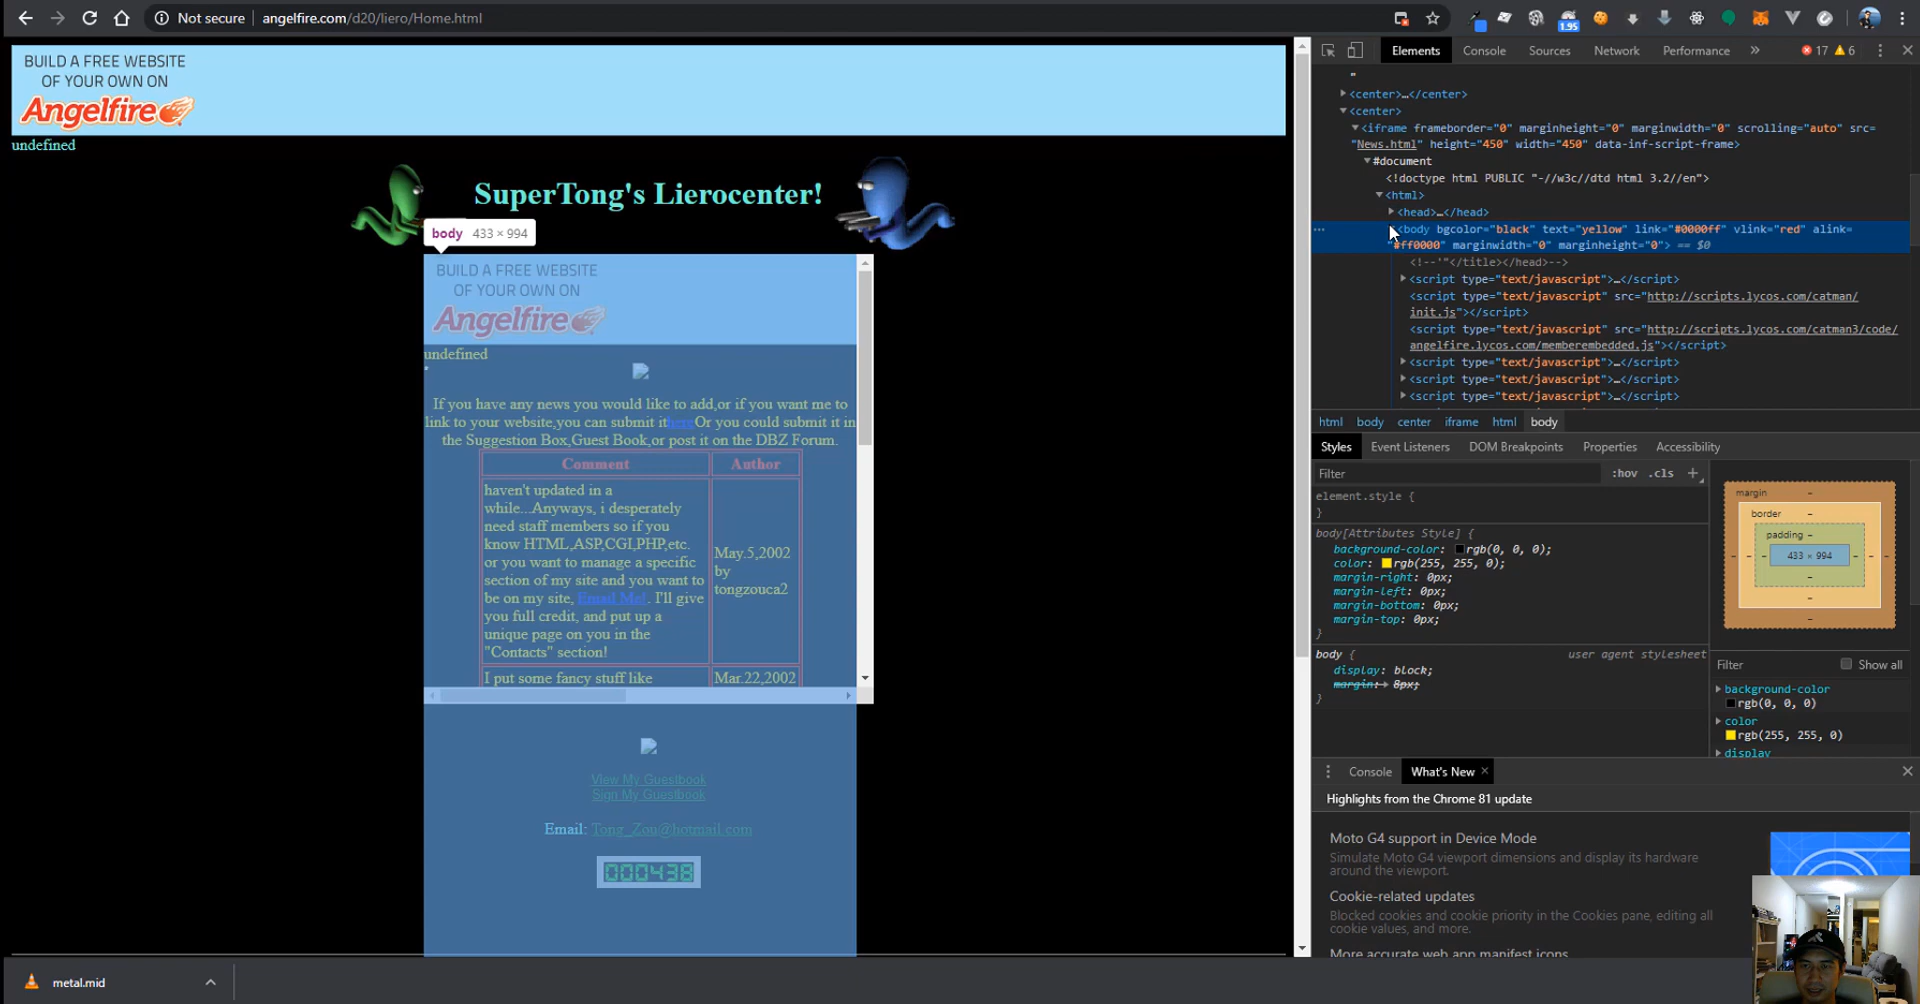 Not secure | angelfire.com/d20/liero/Home.html
1.95
BUILD A FREE WEBSITE
OF YOUR OWN ON
Angelfire
undefined
SuperTong's Lierocenter!
body 433 × 994
BUILD A FREE WEBSITE
OF YOUR OWN ON
Angelfire
undefined
"
If you have any news you would like to add,or if you want me to
link to your website,you can submit it here Or you could submit it in
the Suggestion Box,Guest Book,or post it on the DBZ Forum.
Comment Author
haven't updated in a
while...Anyways, i desperately
need staff members so if you
know HTML,ASP,CGI,PHP,etc.
or you want to manage a specific
section of my site and you want to
be on my site, Email Me!. I'll give
you full credit, and put up a
unique page on you in the
"Contacts" section!
May.5,2002
by
tongzouca2
I put some fancy stuff like Mar.22,2002
View My Guestbook
Sign My Guestbook
Email: Tong_Zou@hotmail.com
000438
metal.mid
Elements Console Sources Network Performance » 17 6
"
<center>…</center>
<center>
<iframe frameborder="0" marginheight="0" marginwidth="0" scrolling="auto" src=
"News.html" height="450" width="450" data-inf-script-frame>
#document
<!doctype html PUBLIC "-//w3c//dtd html 3.2//en">
<html>
<head>…</head>
<body bgcolor="black" text="yellow" link="#0000ff" vlink="red" alink=
"#ff0000" marginwidth="0" marginheight="0"> == $0
<!--'"</title></head>-->
<script type="text/javascript">…</script>
<script type="text/javascript" src="http://scripts.lycos.com/catman/
init.js"></script>
<script type="text/javascript" src="http://scripts.lycos.com/catman3/code/
angelfire.lycos.com/memberembedded.js"></script>
<script type="text/javascript">…</script>
<script type="text/javascript">…</script>
<script type="text/javascript">…</script>
html body center iframe html body
Styles Event Listeners DOM Breakpoints Properties Accessibility
Filter :hov .cls +
element.style {
}
body[Attributes Style] {
background-color: rgb(0, 0, 0);
color: rgb(255, 255, 0);
margin-right: 0px;
margin-left: 0px;
margin-bottom: 0px;
margin-top: 0px;
}
body { user agent stylesheet
display: block;
margin: 8px;
}
margin -
border -
padding -
- - - 433 × 994 - - -
-
-
-
Filter Show all
background-color
rgb(0, 0, 0)
color
rgb(255, 255, 0)
display
Console What's New ×
Highlights from the Chrome 81 update
Moto G4 support in Device Mode
Simulate Moto G4 viewport dimensions and display its hardware
around the viewport.
Cookie-related updates
Blocked cookies and cookie priority in the Cookies pane, editing all
cookie values, and more.
More accurate web app manifest icons